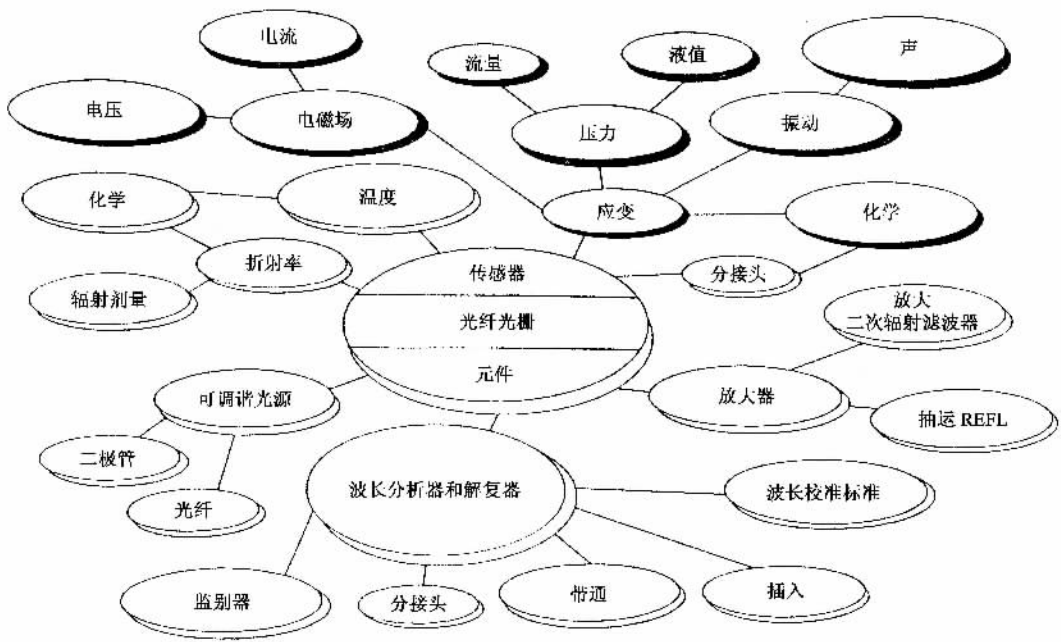 电流
声
流量
液值
电压
电磁场
压力
振动
化学
温度
应变
化学
折射率
传感器
分接头
辐射剂量
光纤光栅
放大
二次辐射滤波器
元件
可调谐光源
放大器
抽运 REFL
二极管
波长分析器和解复器
波长校准标准
光纤
监别器
分接头
带通
插入